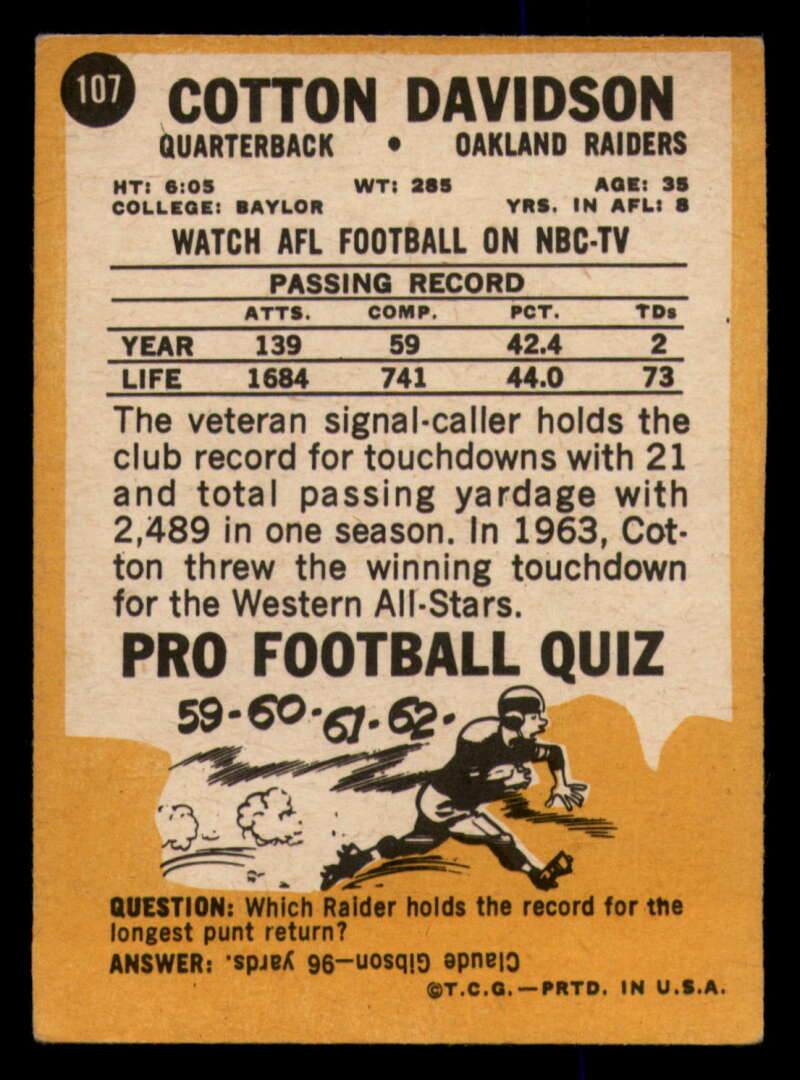 107
COTTON DAVIDSON
QUARTERBACK • OAKLAND RAIDERS
HT: 6:05 WT: 285 AGE: 35
COLLEGE: BAYLOR YRS. IN AFL: 8
WATCH AFL FOOTBALL ON NBC-TV
PASSING RECORD
ATTS. COMP. PCT. TDs
YEAR 139 59 42.4 2
LIFE 1684 741 44.0 73
The veteran signal-caller holds the
club record for touchdowns with 21
and total passing yardage with
2,489 in one season. In 1963, Cot-
ton threw the winning touchdown
for the Western All-Stars.
PRO FOOTBALL QUIZ
59-60-61-62-
QUESTION: Which Raider holds the record for the
longest punt return?
ANSWER: Claude Gibson—96 yards.
©T.C.G.—PRTD. IN U.S.A.